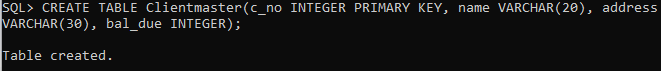 SQL> CREATE TABLE Clientmaster(c_no INTEGER PRIMARY KEY, name VARCHAR(20), address
VARCHAR(30), bal_due INTEGER);
Table created.